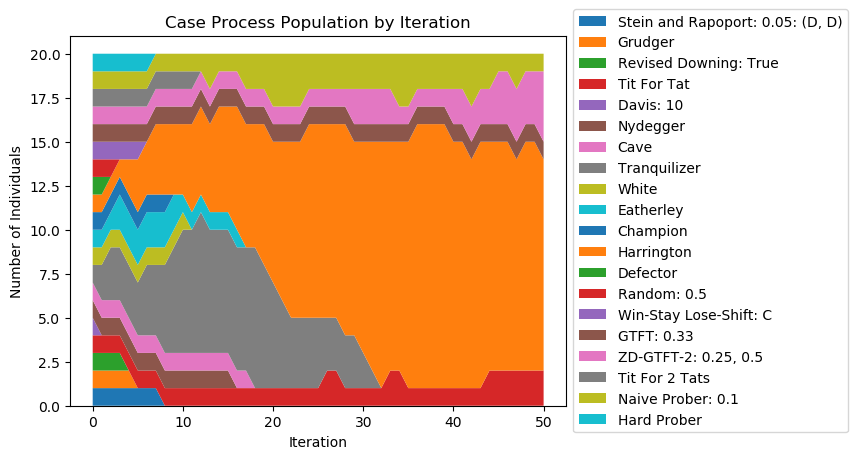 Case Process Population by Iteration
20.0
17.5
15.0
12.5
10.0
7.5
5.0
2.5
0.0
Number of Individuals
0 10 20 30 40 50
Iteration
Stein and Rapoport: 0.05: (D, D)
Grudger
Revised Downing: True
Tit For Tat
Davis: 10
Nydegger
Cave
Tranquilizer
White
Eatherley
Champion
Harrington
Defector
Random: 0.5
Win-Stay Lose-Shift: C
GTFT: 0.33
ZD-GTFT-2: 0.25, 0.5
Tit For 2 Tats
Naive Prober: 0.1
Hard Prober